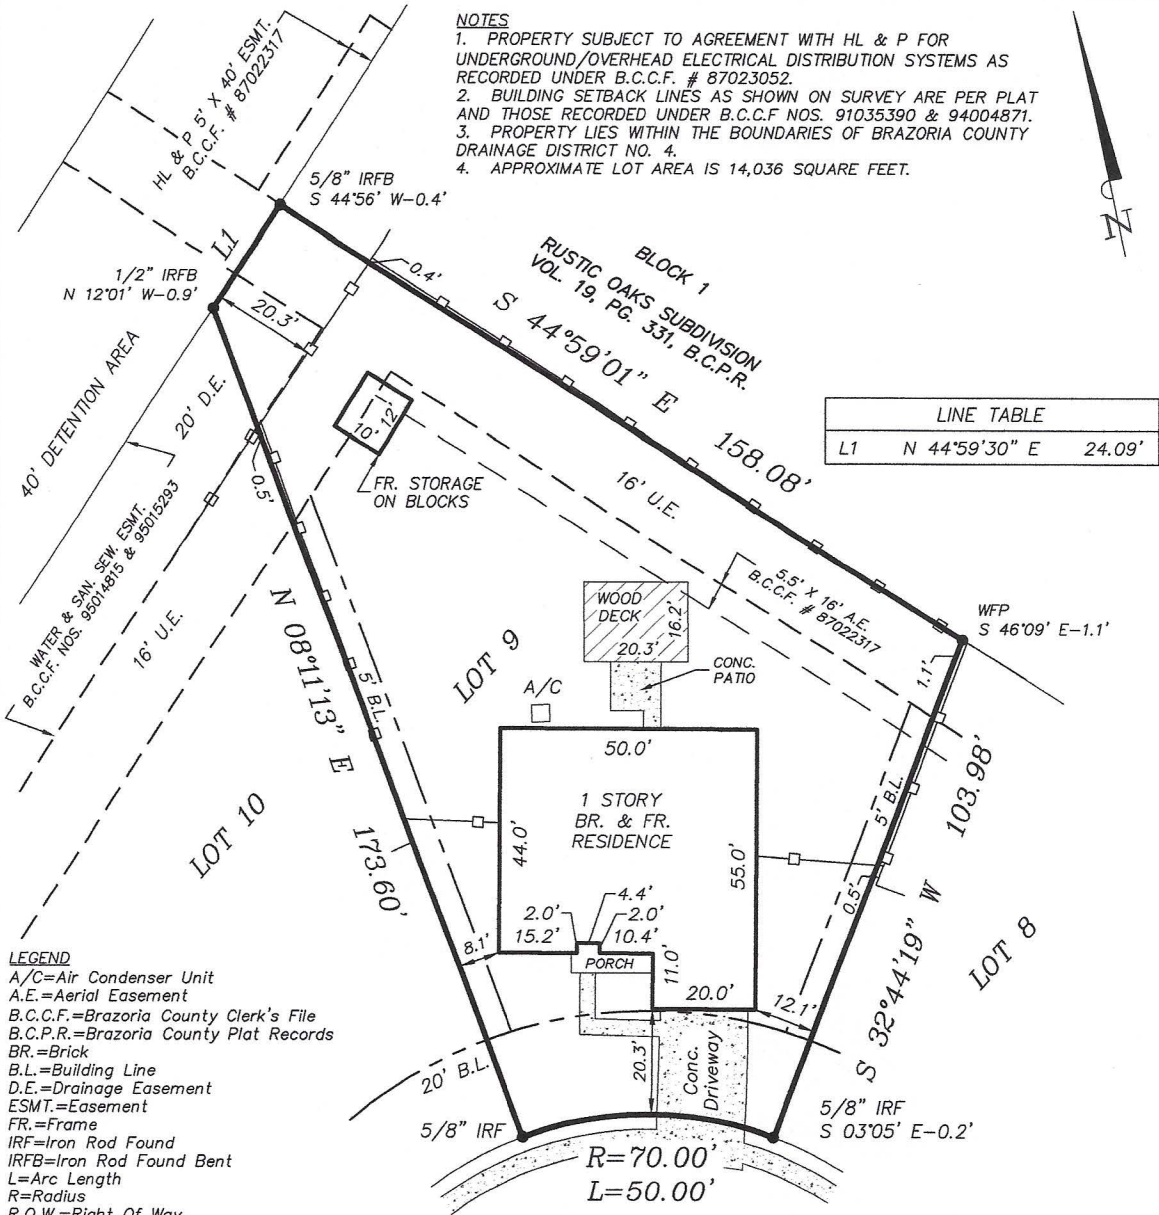 NOTES
1. PROPERTY SUBJECT TO AGREEMENT WITH HL & P FOR
UNDERGROUND/OVERHEAD ELECTRICAL DISTRIBUTION SYSTEMS AS
RECORDED UNDER B.C.C.F. # 87023052.
2. BUILDING SETBACK LINES AS SHOWN ON SURVEY ARE PER PLAT
AND THOSE RECORDED UNDER B.C.C.F NOS. 91035390 & 94004871.
3. PROPERTY LIES WITHIN THE BOUNDARIES OF BRAZORIA COUNTY
DRAINAGE DISTRICT NO. 4.
4. APPROXIMATE LOT AREA IS 14,036 SQUARE FEET.
HL & P 5' X 40' ESMT.
B.C.C.F. # 87022317
N
5/8" IRFB
S 44°56' W-0.4'
L1
1/2" IRFB
N 12°01' W-0.9'
20.3'
0.4'
BLOCK 1
RUSTIC OAKS SUBDIVISION
VOL. 19, PG. 331, B.C.P.R.
S 44°59'01" E
158.08'
LINE TABLE
L1 N 44°59'30" E 24.09'
40' DETENTION AREA
20' D.E.
0.5'
12'
10'
FR. STORAGE
ON BLOCKS
16' U.E.
5.5' X 16' A.E.
B.C.C.F. # 87022317
WATER & SAN. SEW. ESMT.
B.C.C.F. NOS. 95014815 & 95015293
16' U.E.
N 08°11'13" E
173.60'
5' B.L.
LOT 9
WOOD
DECK
16.2'
20.3'
CONC.
PATIO
A/C
WFP
S 46°09' E-1.1'
1.1'
50.0'
1 STORY
BR. & FR.
RESIDENCE
44.0'
55.0'
5' B.L.
103.98'
0.5'
S 32°44'19" W
LOT 10
LOT 8
4.4'
2.0'
2.0'
15.2'
10.4'
8.1'
PORCH
11.0'
20.0'
12.1'
20' B.L.
20.3'
Conc.
Driveway
5/8" IRF
5/8" IRF
S 03°05' E-0.2'
R=70.00'
L=50.00'
LEGEND
A/C=Air Condenser Unit
A.E.=Aerial Easement
B.C.C.F.=Brazoria County Clerk's File
B.C.P.R.=Brazoria County Plat Records
BR.=Brick
B.L.=Building Line
D.E.=Drainage Easement
ESMT.=Easement
FR.=Frame
IRF=Iron Rod Found
IRFB=Iron Rod Found Bent
L=Arc Length
R=Radius
R.O.W.=Right Of Way